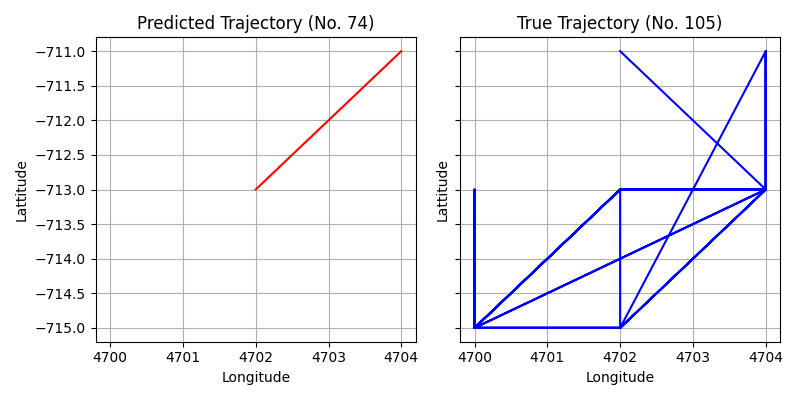 Predicted Trajectory (No. 74)
True Trajectory (No. 105)
−711.0
−711.5
−712.0
−712.5
−713.0
−713.5
−714.0
−714.5
−715.0
Lattitude
Lattitude
4700 4701 4702 4703 4704
4700 4701 4702 4703 4704
Longitude
Longitude